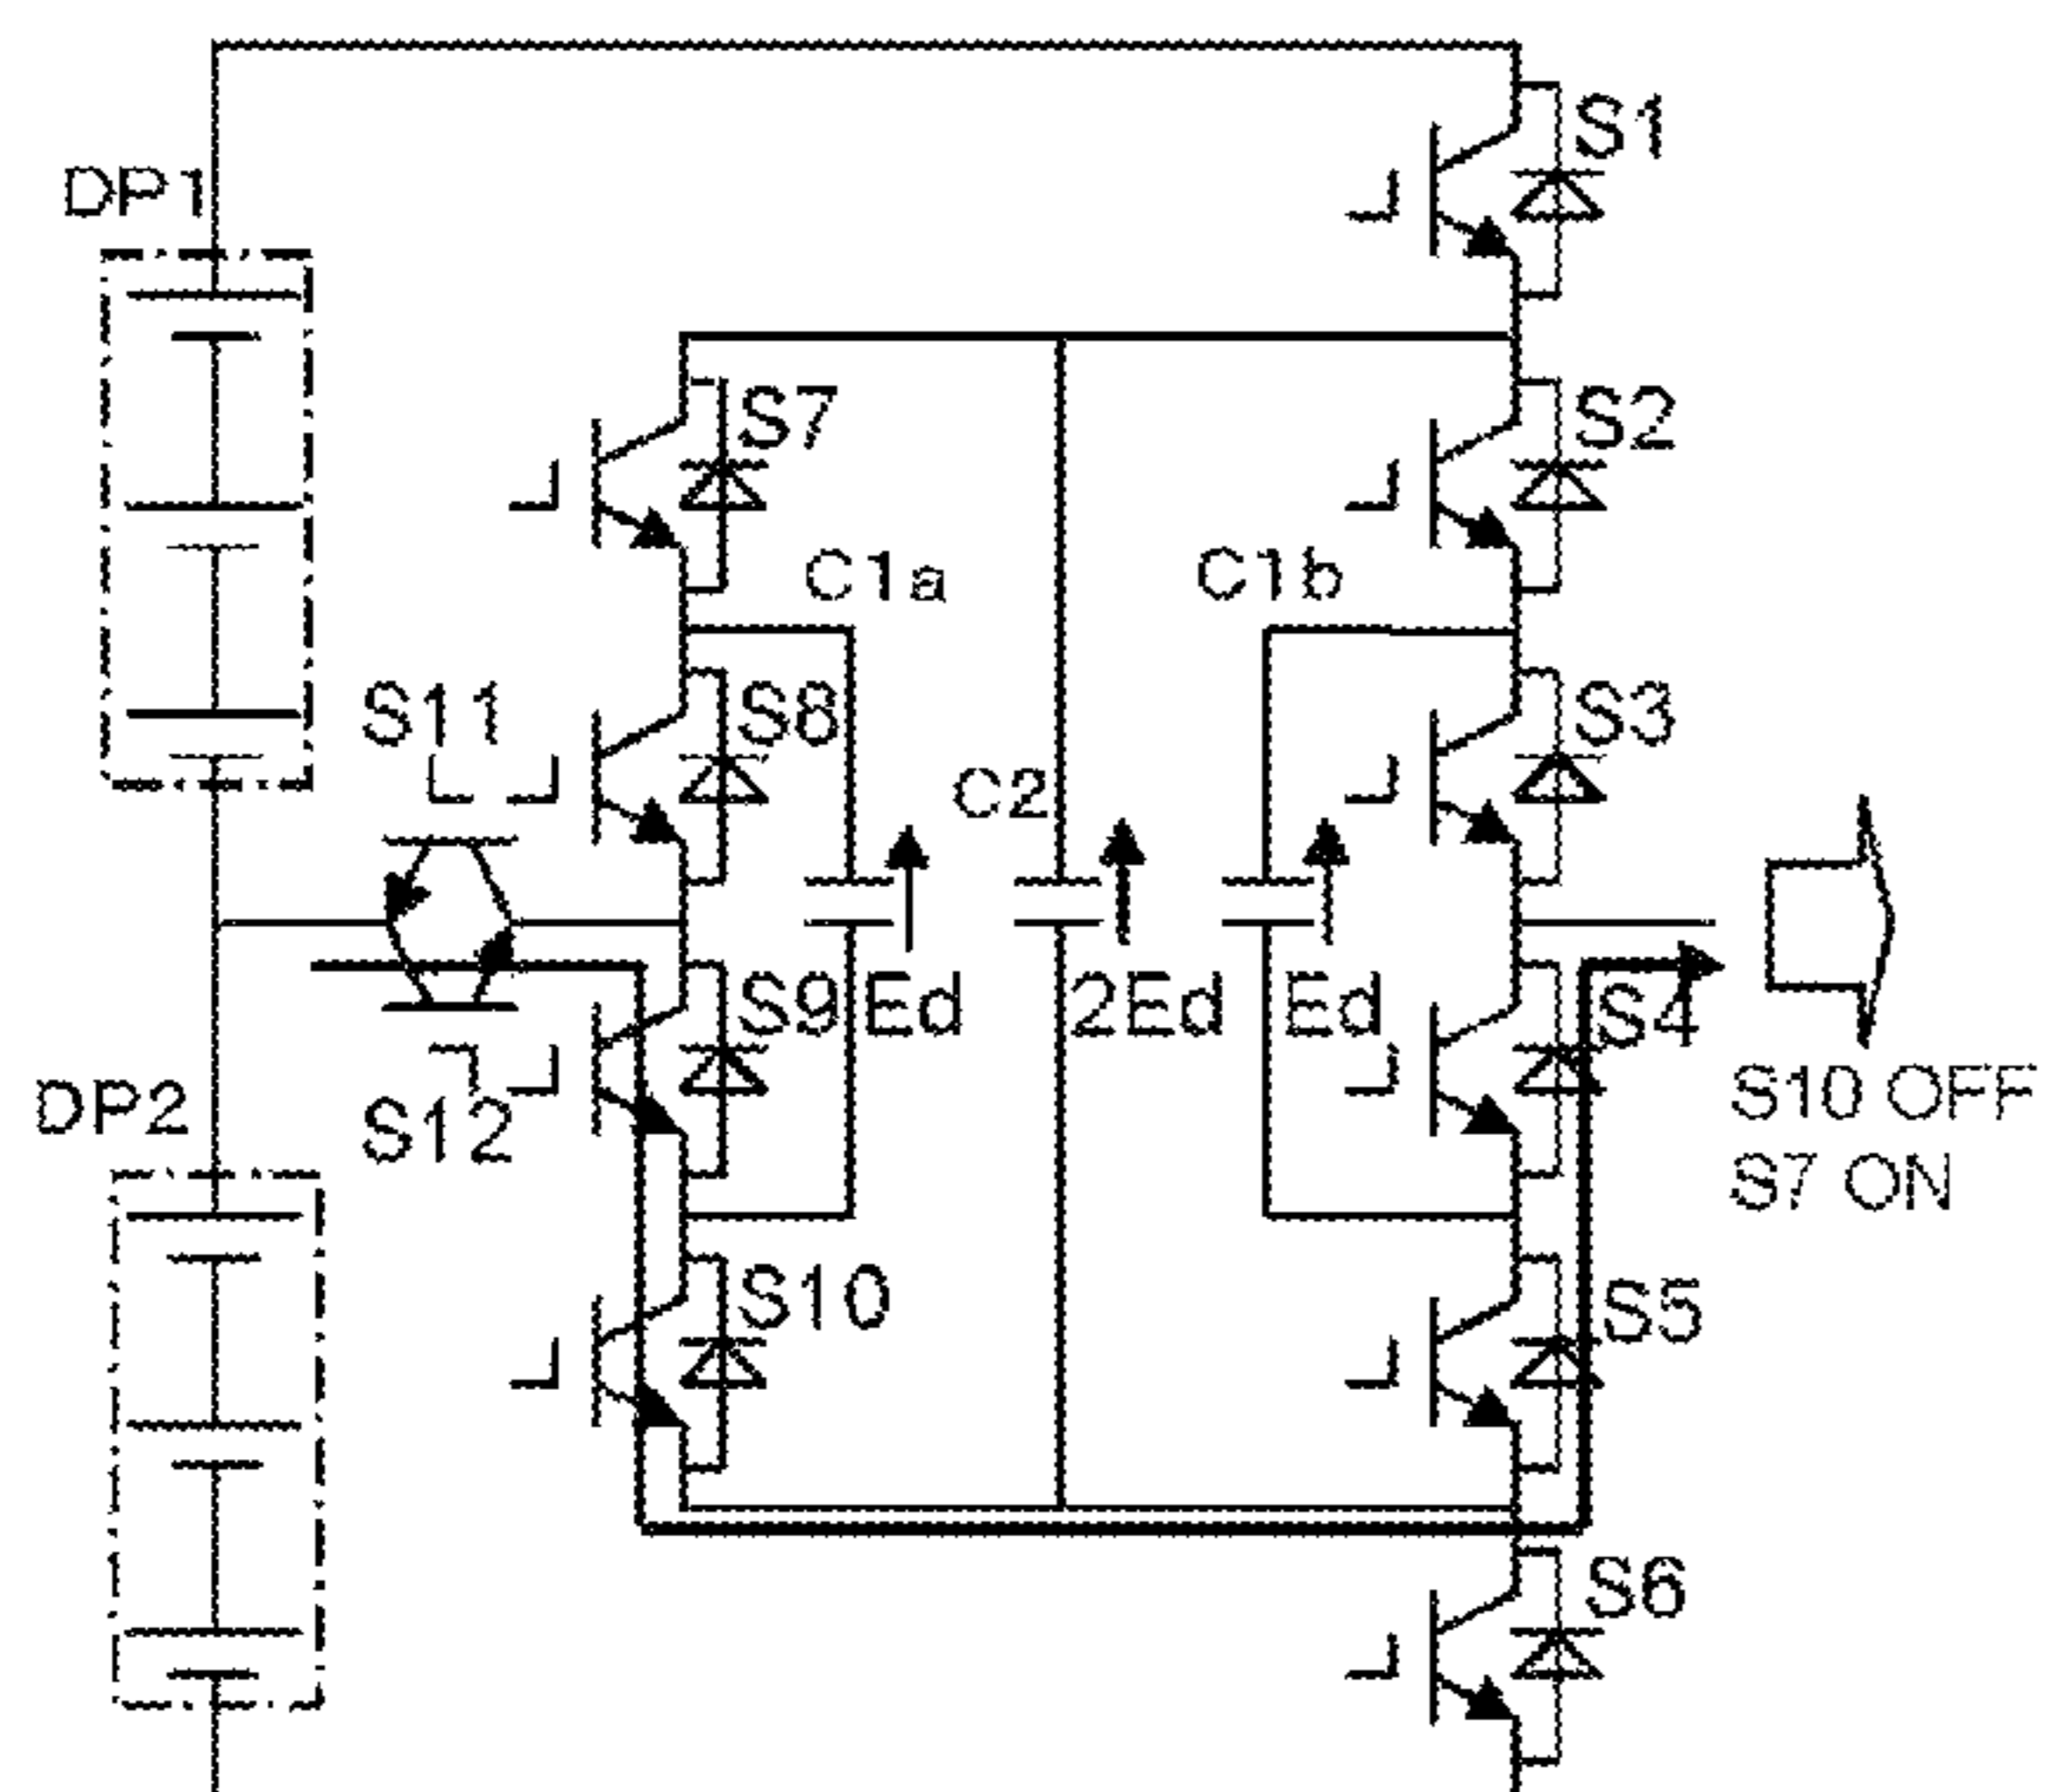 S1
DP1
S7
S2
C1a
C1b
S11
S8
S3
C2
S9
Ed
2Ed
Ed
S4
S10 OFF
S7 ON
DP2
S12
S10
S5
S6